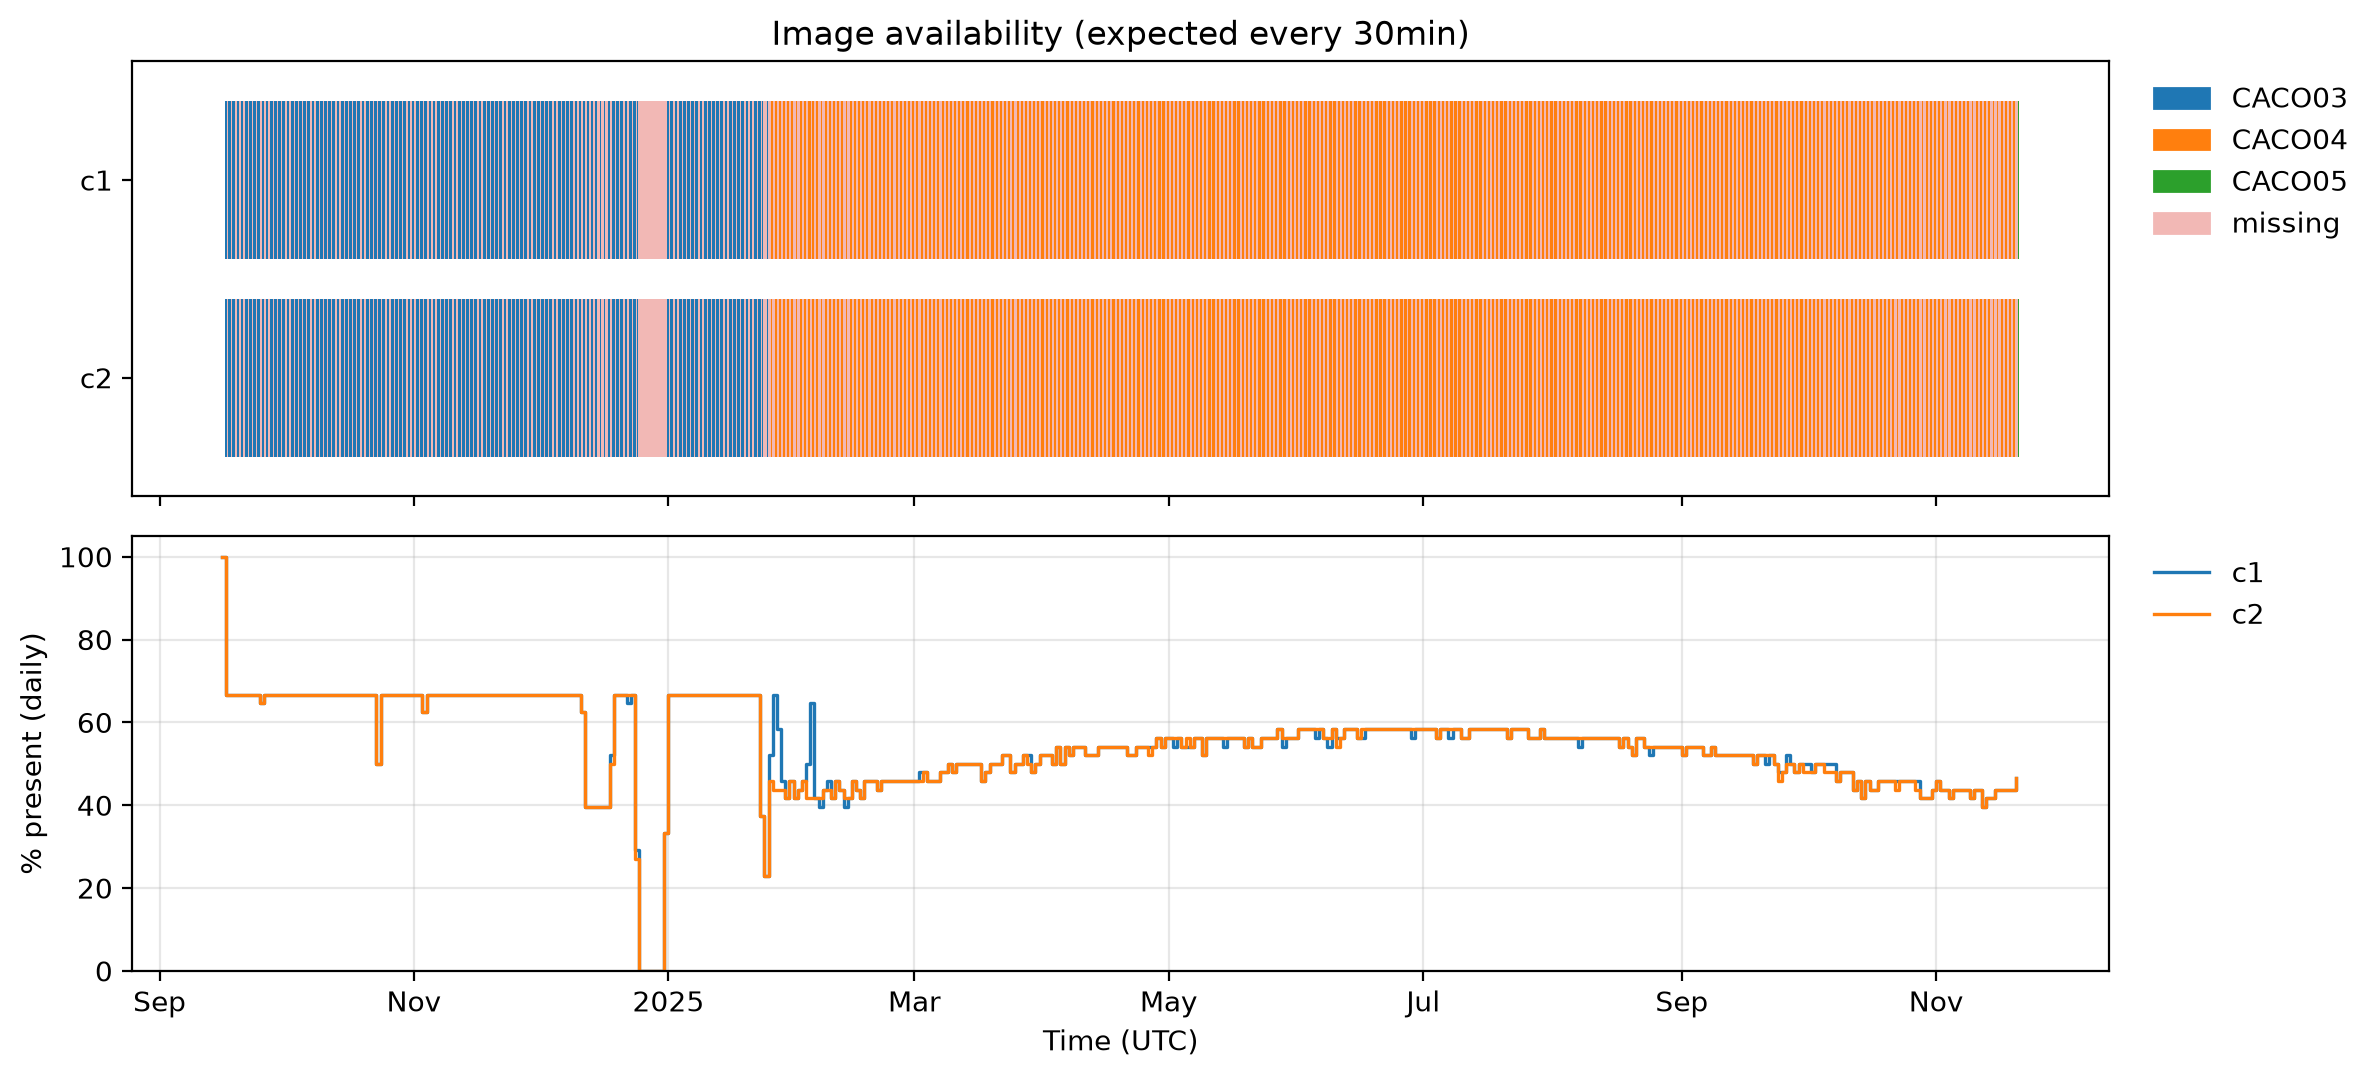 Image availability (expected every 30min)
c1
c2
CACO03
CACO04
CACO05
missing
% present (daily)
100
80
60
40
20
0
c1
c2
Sep
Nov
2025
Mar
May
Jul
Sep
Nov
Time (UTC)